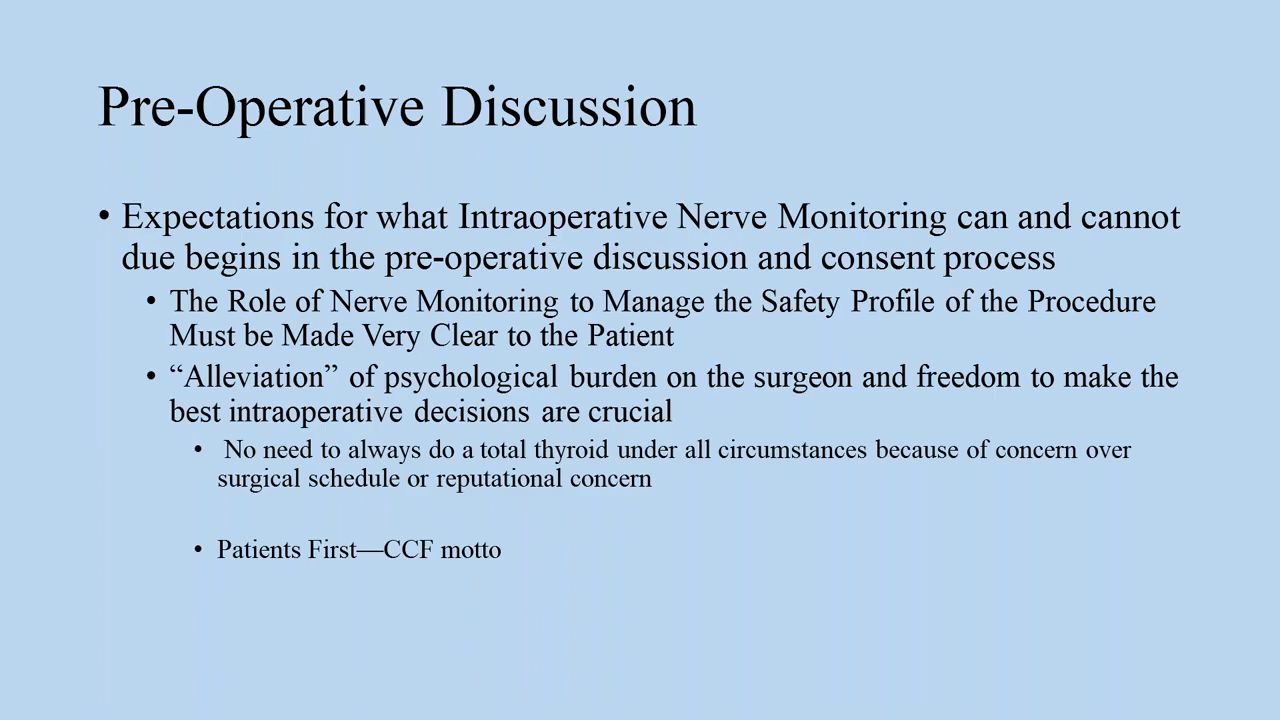 Pre-Operative Discussion
• Expectations for what Intraoperative Nerve Monitoring can and cannot
due begins in the pre-operative discussion and consent process
• The Role of Nerve Monitoring to Manage the Safety Profile of the Procedure
Must be Made Very Clear to the Patient
• “Alleviation” of psychological burden on the surgeon and freedom to make the
best intraoperative decisions are crucial
• No need to always do a total thyroid under all circumstances because of concern over
surgical schedule or reputational concern
• Patients First—CCF motto